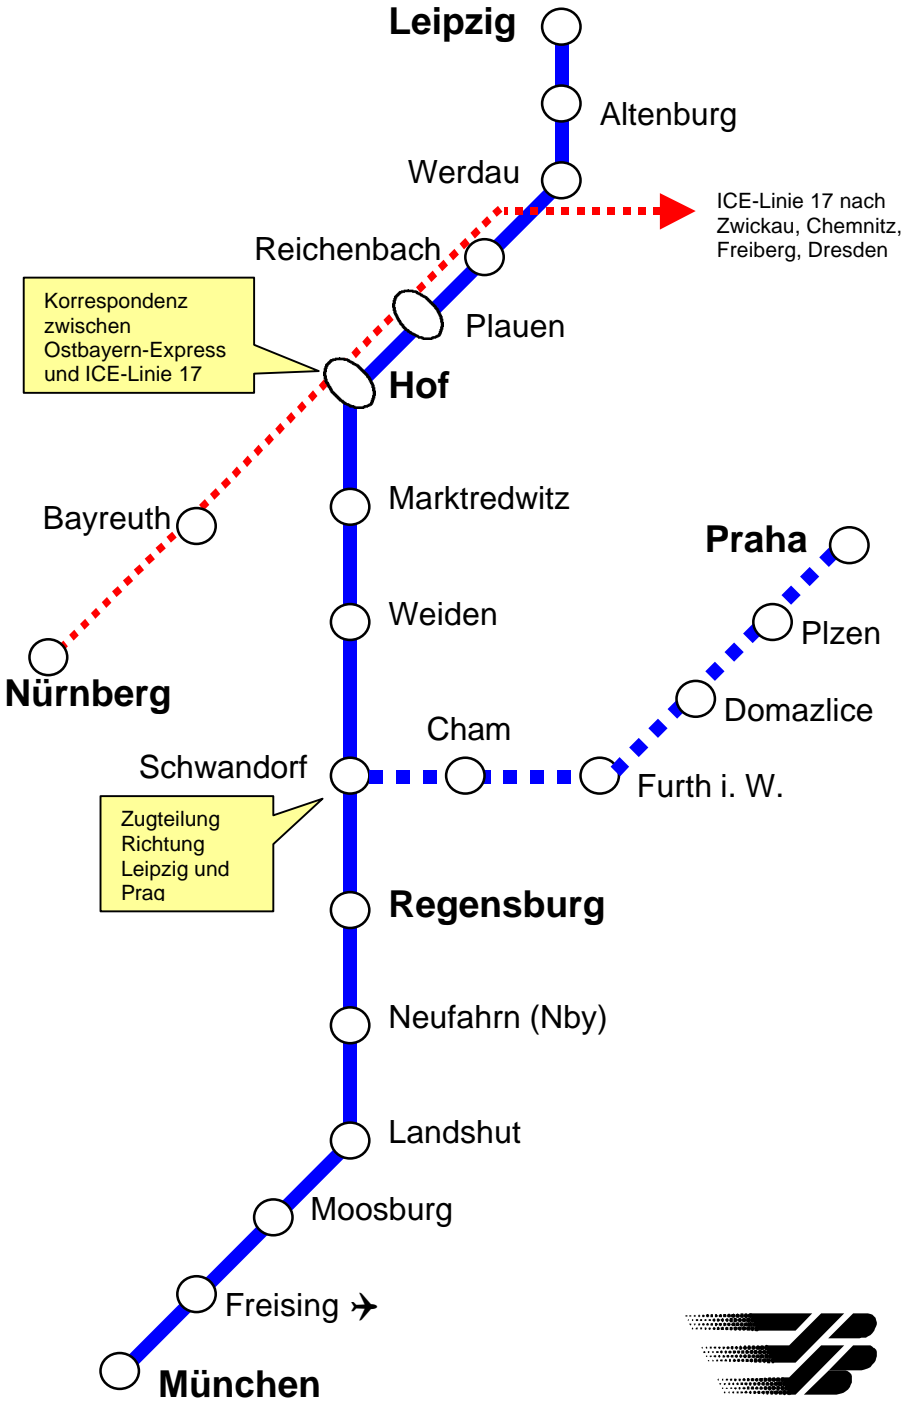 Leipzig
Altenburg
Werdau
ICE-Linie 17 nach
Zwickau, Chemnitz,
Freiberg, Dresden
Reichenbach
Korrespondenz
zwischen
Ostbayern-Express
und ICE-Linie 17
Plauen
Hof
Marktredwitz
Bayreuth
Praha
Weiden
Plzen
Nürnberg
Domazlice
Cham
Schwandorf
Furth i. W.
Zugteilung
Richtung
Leipzig und
Prag
Regensburg
Neufahrn (Nby)
Landshut
Moosburg
Freising
München